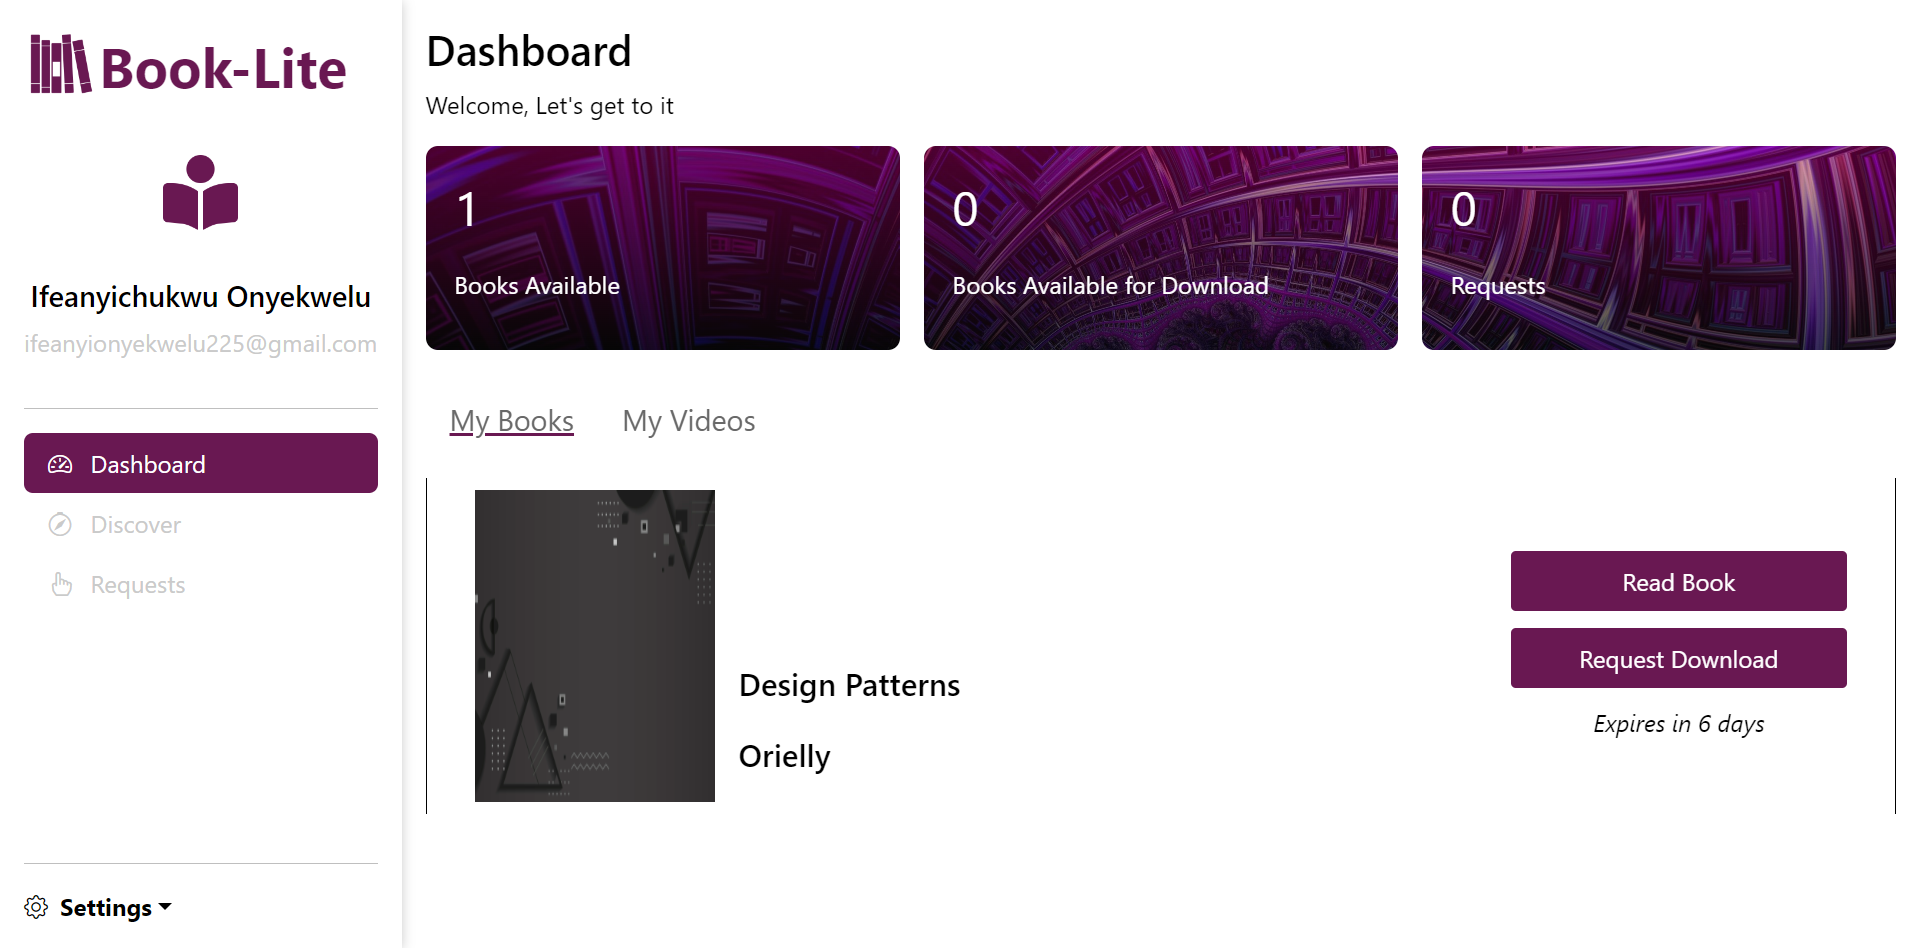 Book-Lite
Ifeanyichukwu Onyekwelu
ifeanyionyekwelu225@gmail.com
Dashboard
Discover
Requests
Settings
Dashboard
Welcome, Let's get to it
1
Books Available
0
Books Available for Download
0
Requests
My Books
My Videos
Design Patterns
Orielly
Read Book
Request Download
Expires in 6 days